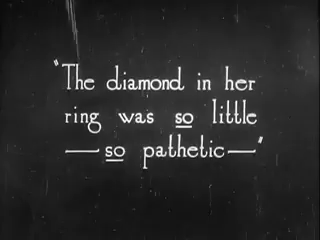 "The diamond in her
ring was so little
— so pathetic —"